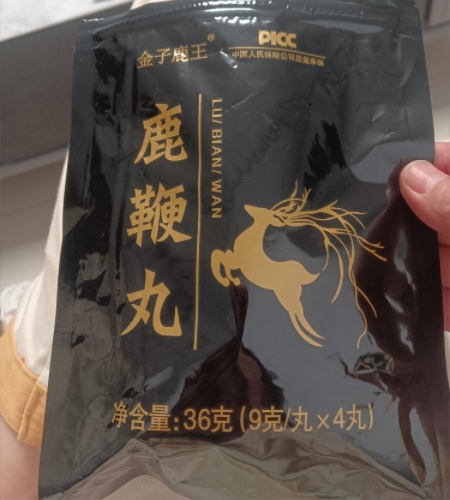 金子鹿王®
PICC
中国人民保险公司质量承保
鹿鞭丸
LU/BIAN/WAN
净含量:36克(9克/丸×4丸)